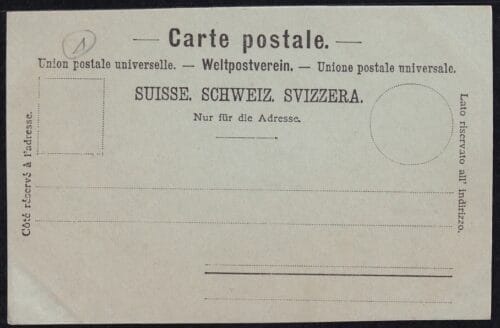 — Carte postale. —
Union postale universelle. — Weltpostverein. — Unione postale universale.
SUISSE. SCHWEIZ. SVIZZERA.
Nur für die Adresse.
Côté réservé à l'adresse.
Lato riservato all' indirizzo.
1